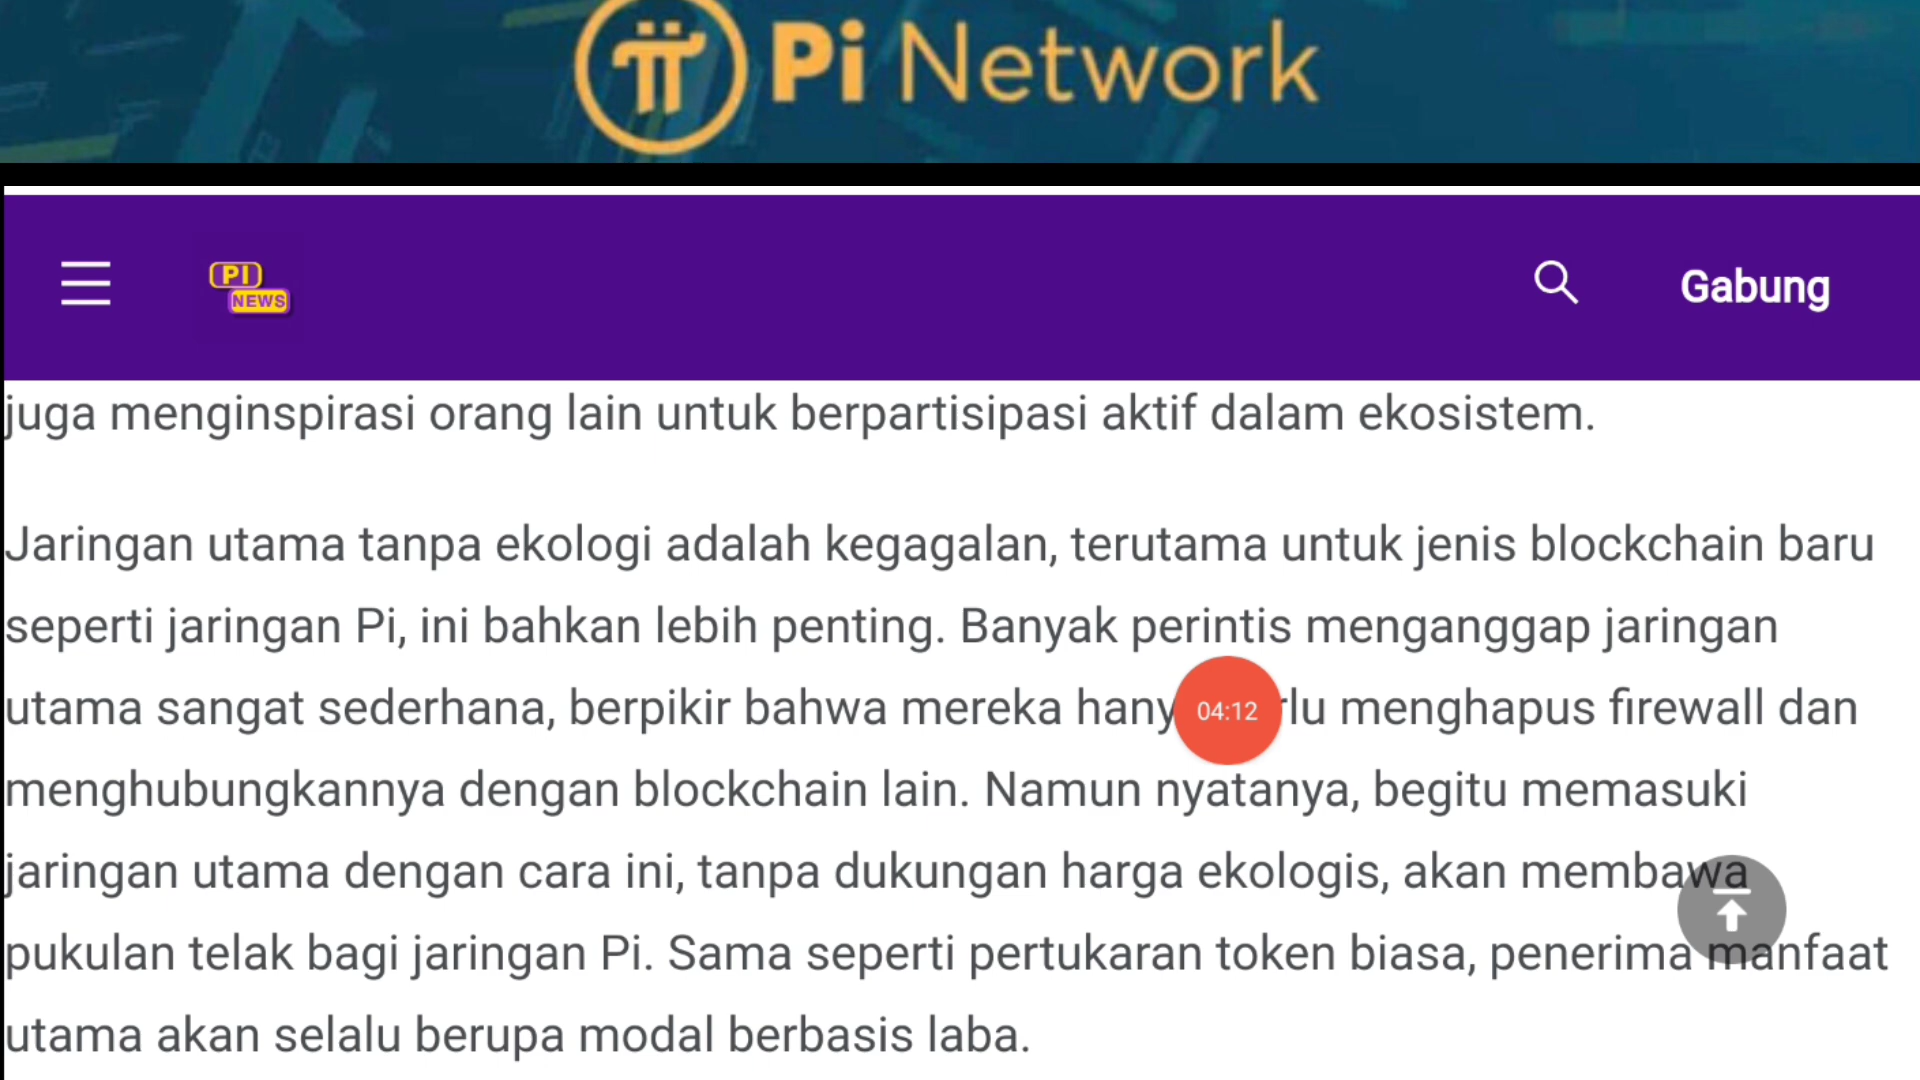 Pi Network
PI
NEWS
Gabung
juga menginspirasi orang lain untuk berpartisipasi aktif dalam ekosistem.
Jaringan utama tanpa ekologi adalah kegagalan, terutama untuk jenis blockchain baru
seperti jaringan Pi, ini bahkan lebih penting. Banyak perintis menganggap jaringan
utama sangat sederhana, berpikir bahwa mereka hany 04:12 rlu menghapus firewall dan
menghubungkannya dengan blockchain lain. Namun nyatanya, begitu memasuki
jaringan utama dengan cara ini, tanpa dukungan harga ekologis, akan membawa
pukulan telak bagi jaringan Pi. Sama seperti pertukaran token biasa, penerima manfaat
utama akan selalu berupa modal berbasis laba.